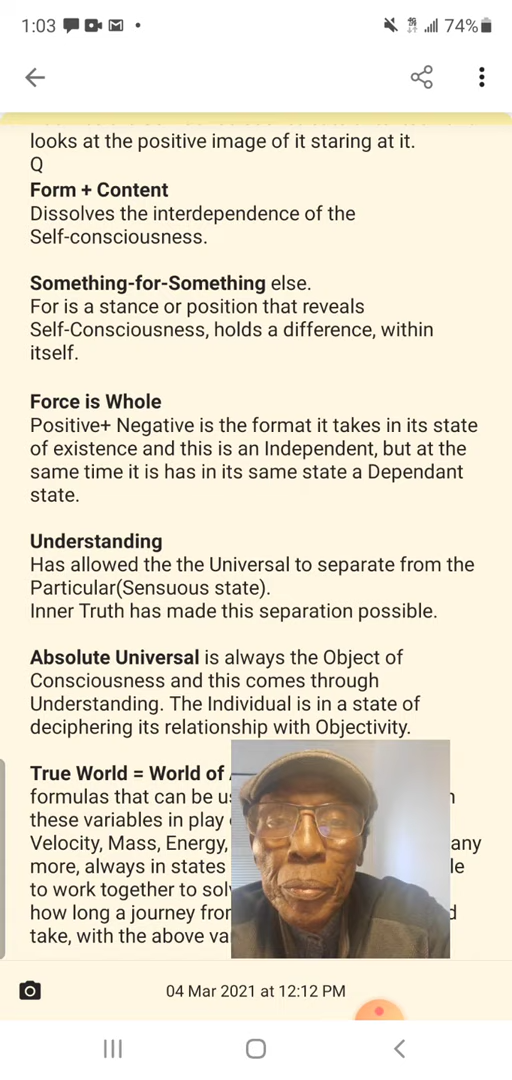 1:03
74%
looks at the positive image of it staring at it.
Q
Form + Content
Dissolves the interdependence of the
Self-consciousness.
Something-for-Something else.
For is a stance or position that reveals
Self-Consciousness, holds a difference, within
itself.
Force is Whole
Positive+ Negative is the format it takes in its state
of existence and this is an Independent, but at the
same time it is has in its same state a Dependant
state.
Understanding
Has allowed the the Universal to separate from the
Particular(Sensuous state).
Inner Truth has made this separation possible.
Absolute Universal is always the Object of
Consciousness and this comes through
Understanding. The Individual is in a state of
deciphering its relationship with Objectivity.
True World = World of
formulas that can be
these variables in play
Velocity, Mass, Energy, any
more, always in states
to work together to
how long a journey
take, with the above
04 Mar 2021 at 12:12 PM